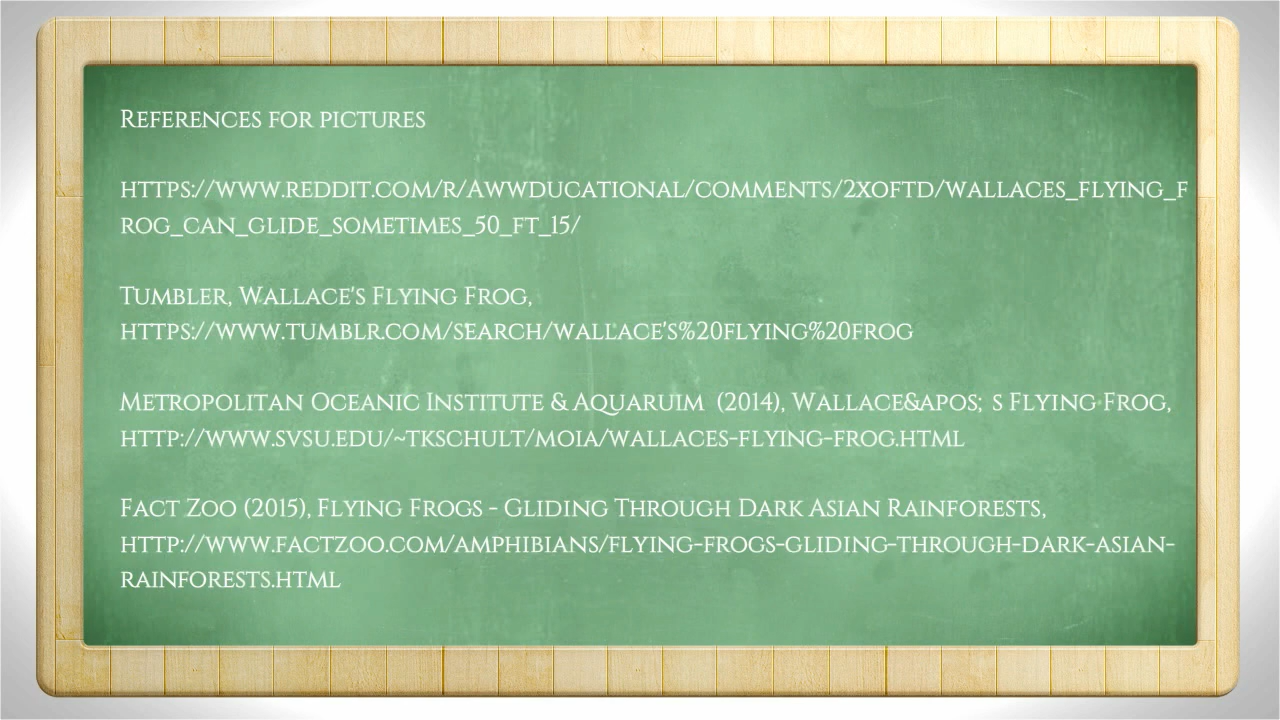 References for pictures
https://www.reddit.com/r/Awwducational/comments/2xoftd/wallaces_flying_f
rog_can_glide_sometimes_50_ft_15/
Tumbler, Wallace's Flying Frog,
https://www.tumblr.com/search/wallace's%20flying%20frog
Metropolitan Oceanic Institute & Aquaruim (2014), Wallace&apos; s Flying Frog,
http://www.svsu.edu/~tkschult/moia/wallaces-flying-frog.html
Fact Zoo (2015), Flying Frogs - Gliding Through Dark Asian Rainforests,
http://www.factzoo.com/amphibians/flying-frogs-gliding-through-dark-asian-
rainforests.html